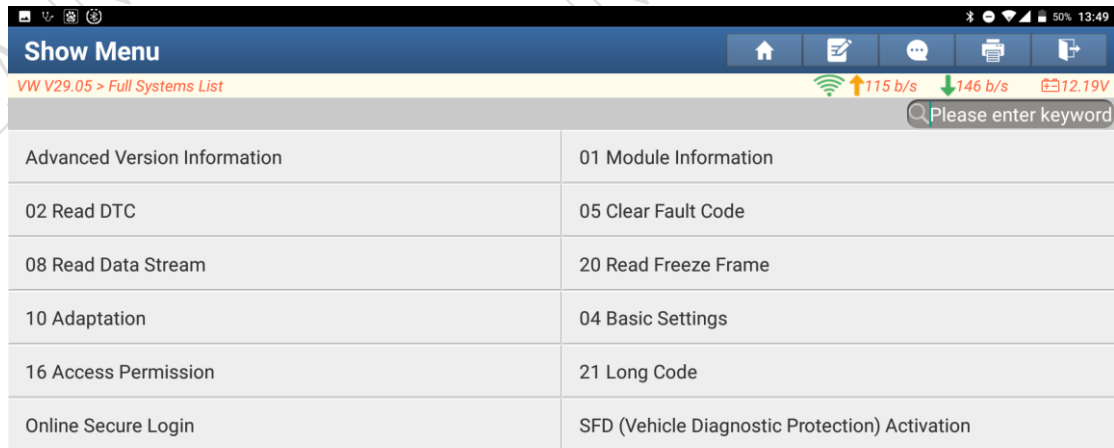 50% 13:49
Show Menu
VW V29.05 > Full Systems List 115 b/s 146 b/s 12.19V
Please enter keyword
Advanced Version Information 01 Module Information
02 Read DTC 05 Clear Fault Code
08 Read Data Stream 20 Read Freeze Frame
10 Adaptation 04 Basic Settings
16 Access Permission 21 Long Code
Online Secure Login SFD (Vehicle Diagnostic Protection) Activation